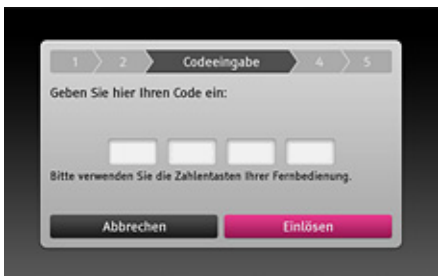 1 2 Codeeingabe 4 5
Geben Sie hier Ihren Code ein:
Bitte verwenden Sie die Zahlentasten Ihrer Fernbedienung.
Abbrechen Einlösen